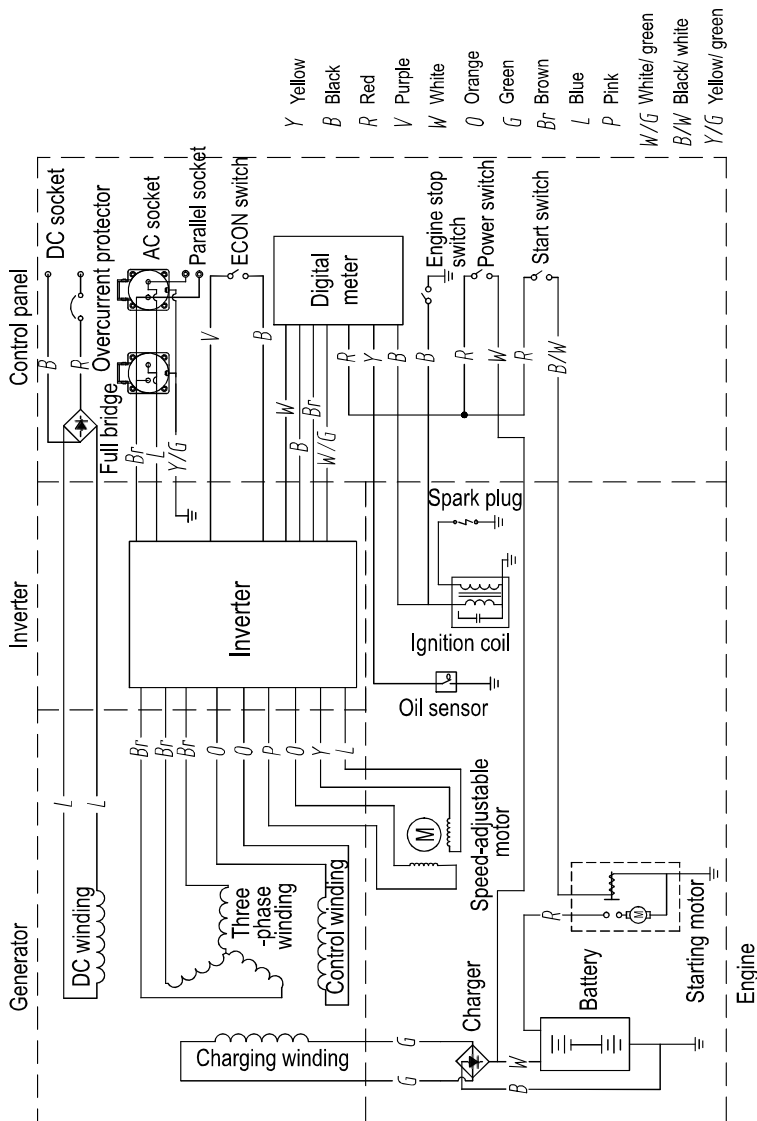 Generator
Inverter
Control panel
DC winding
L
L
B
R
DC socket
Full bridge
Overcurrent protector
Three
-phase
winding
Br
Br
Br
O
O
P
O
Y
L
Inverter
Br
L
Y/G
AC socket
Parallel socket
V
B
ECON switch
Control winding
Charging winding
G
G
W
B
Br
W/G
Digital
meter
R
Y
B
B
R
W
R
B/W
Engine stop
switch
Power switch
Start switch
Speed-adjustable
motor
M
Oil sensor
Ignition coil
Spark plug
Charger
W
B
Battery
R
M
Starting motor
Engine
Y Yellow
B Black
R Red
V Purple
W White
O Orange
G Green
Br Brown
L Blue
P Pink
W/G White/ green
B/W Black/ white
Y/G Yellow/ green